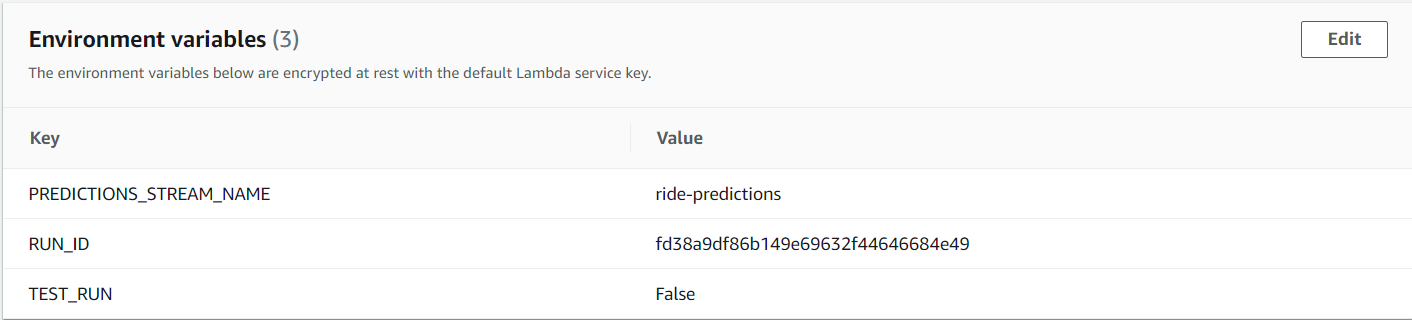 Environment variables (3)
Edit
The environment variables below are encrypted at rest with the default Lambda service key.
Key Value
PREDICTIONS_STREAM_NAME ride-predictions
RUN_ID fd38a9df86b149e69632f44646684e49
TEST_RUN False